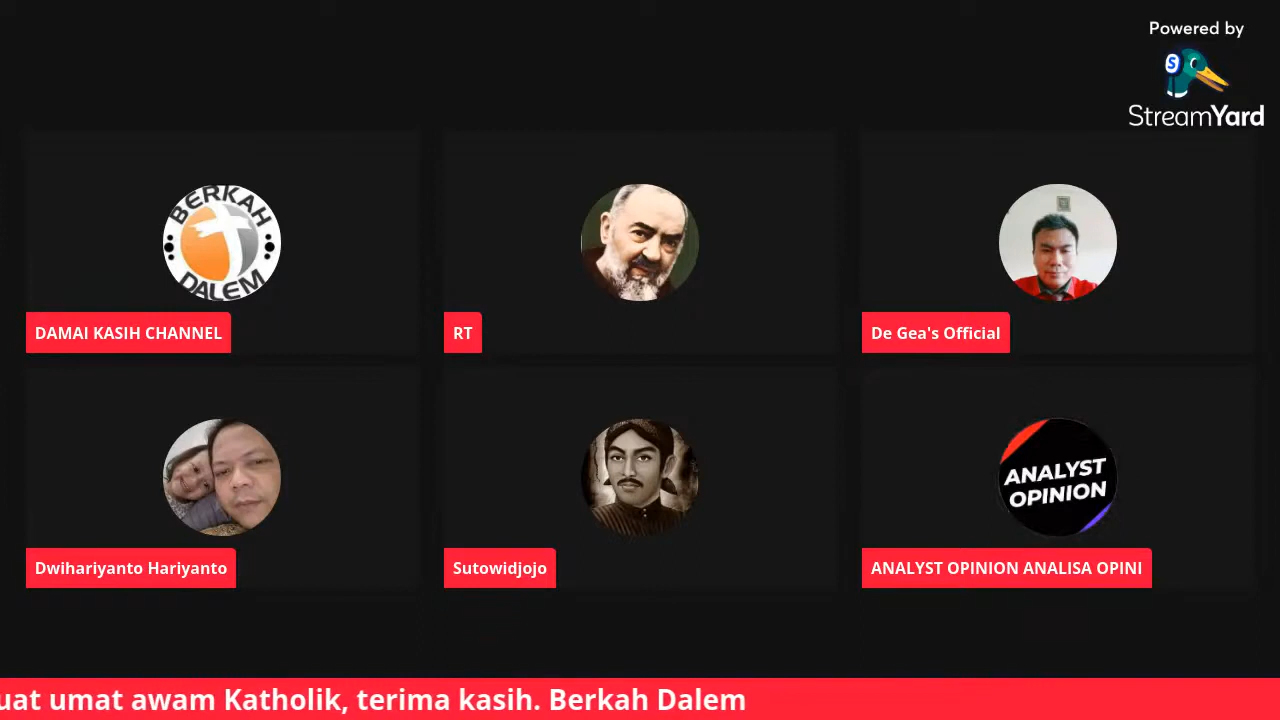 Powered by
S
StreamYard
BERKAH
DALEM
DAMAI KASIH CHANNEL
RT
De Gea's Official
Dwihariyanto Hariyanto
Sutowidjojo
ANALYST
OPINION
ANALYST OPINION ANALISA OPINI
umat awam Katholik, terima kasih. Berkah Dalem